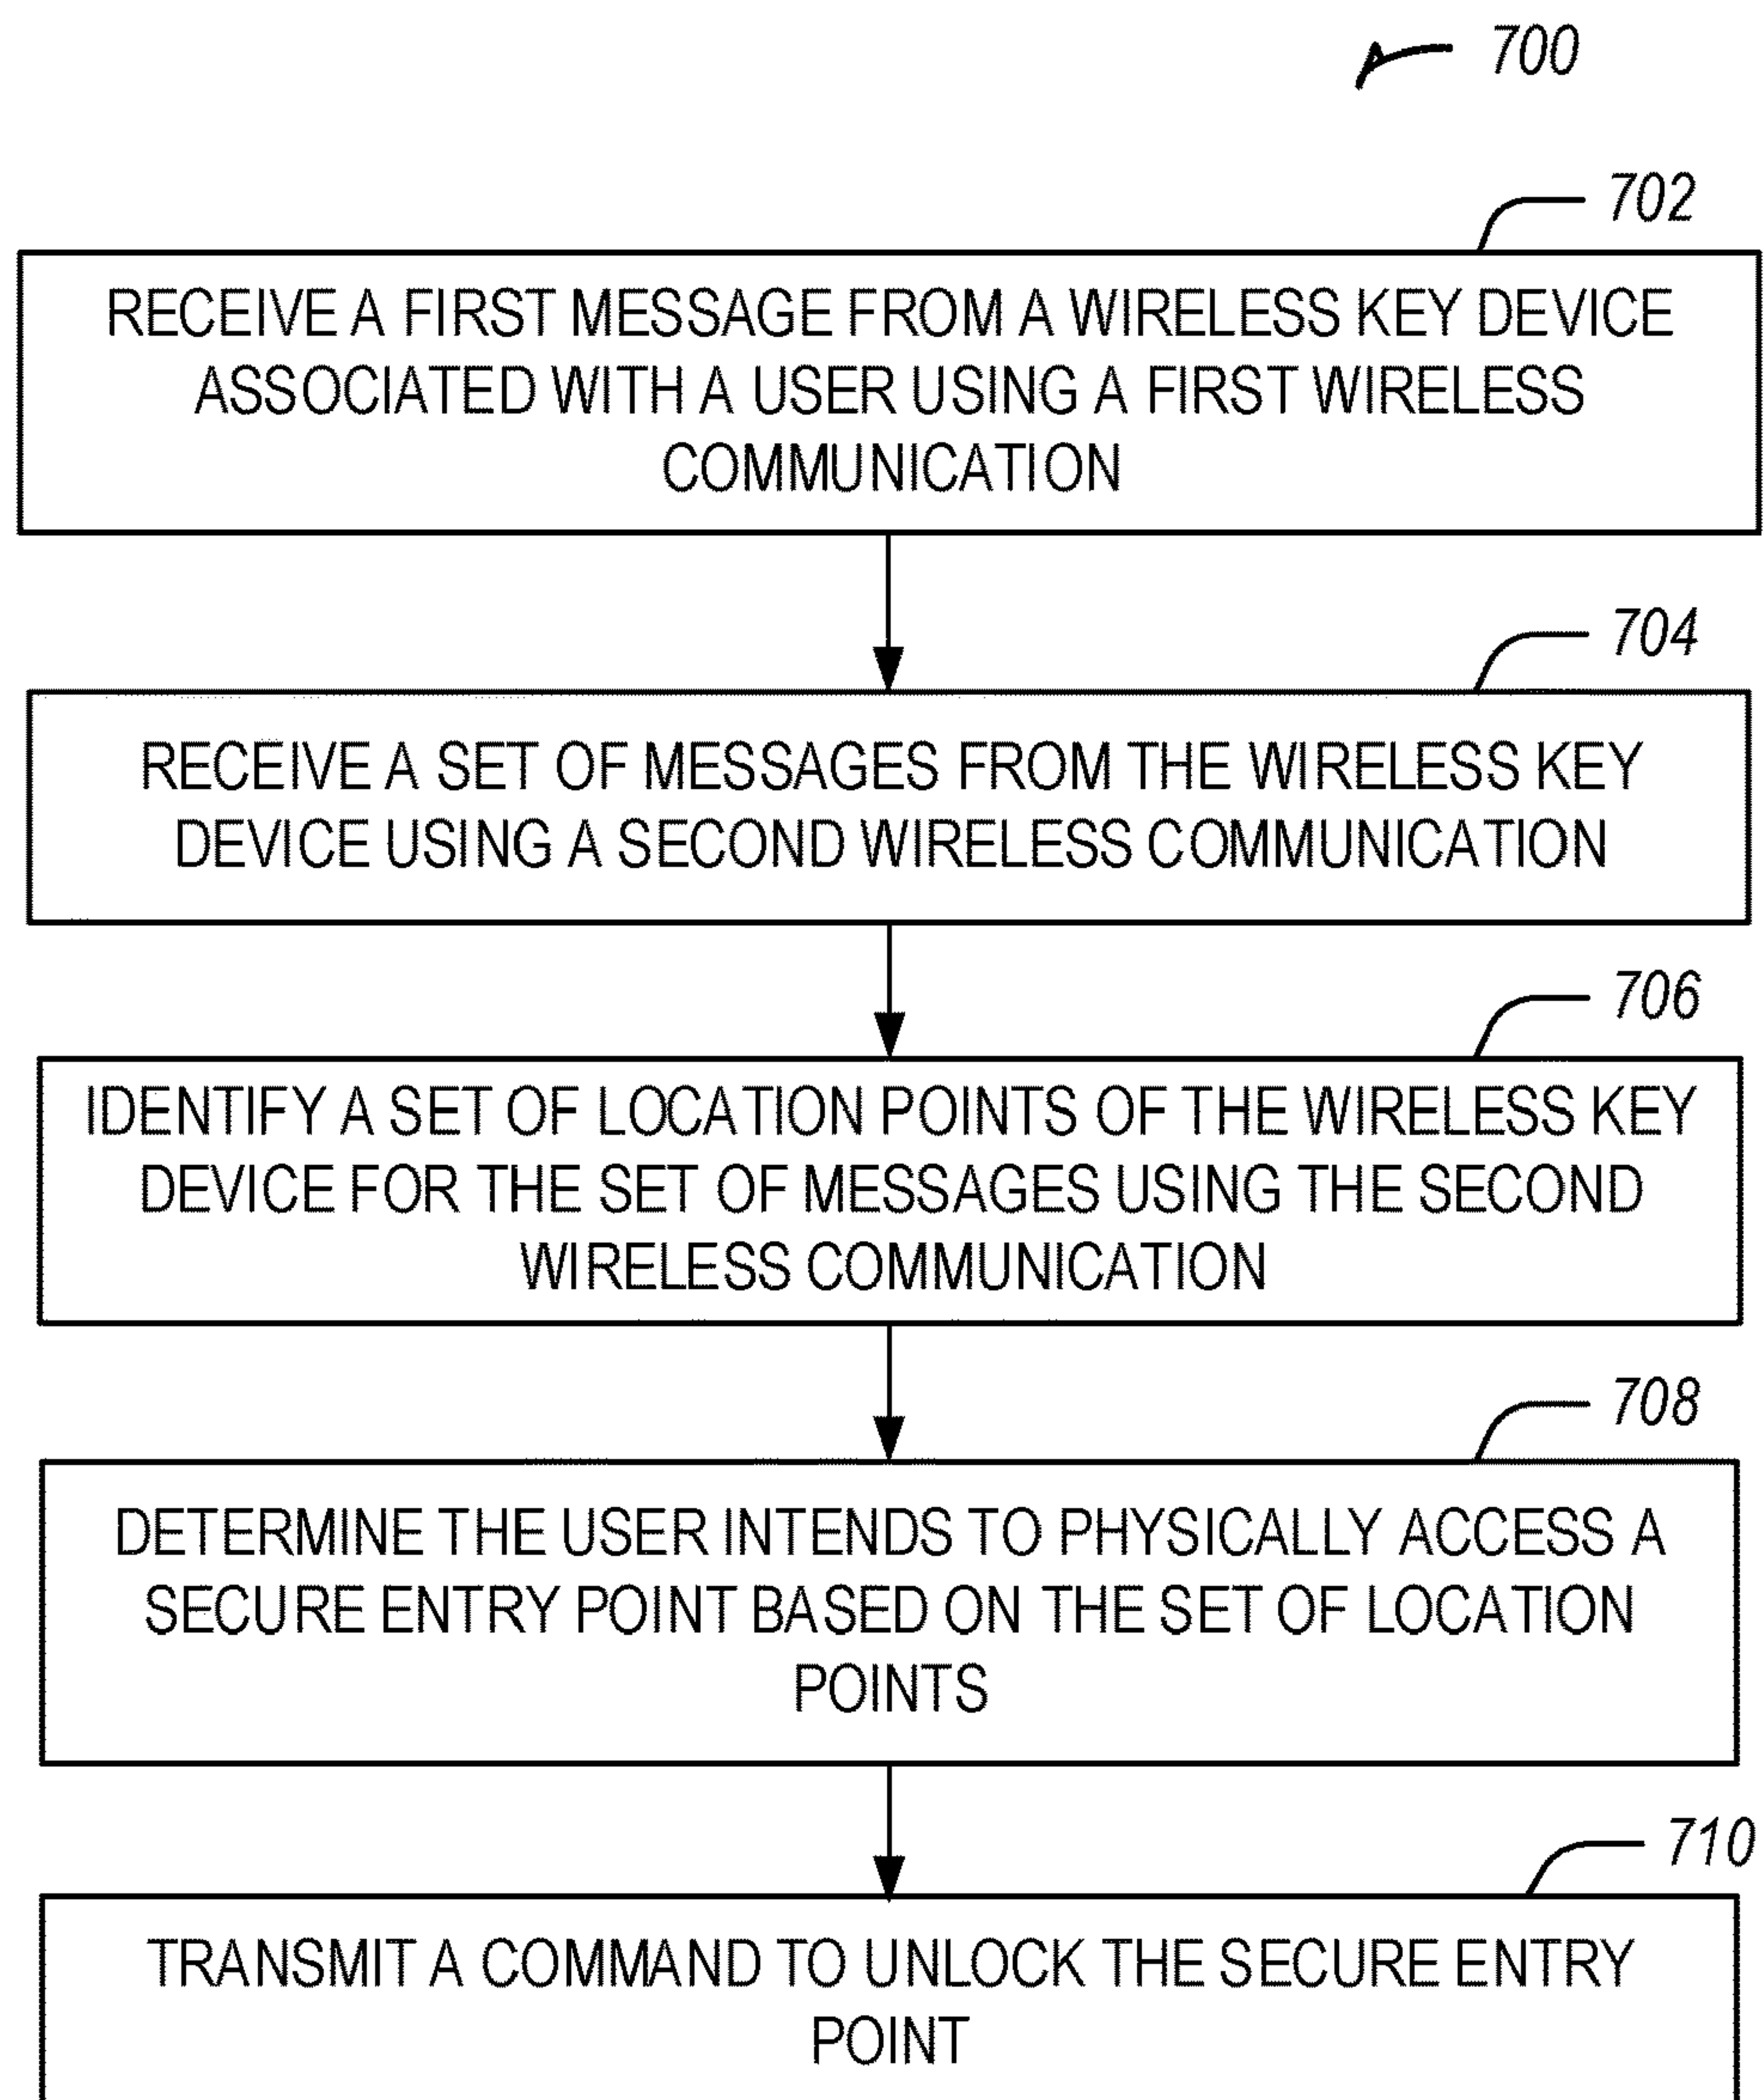 700
702
RECEIVE A FIRST MESSAGE FROM A WIRELESS KEY DEVICE
ASSOCIATED WITH A USER USING A FIRST WIRELESS
COMMUNICATION
704
RECEIVE A SET OF MESSAGES FROM THE WIRELESS KEY
DEVICE USING A SECOND WIRELESS COMMUNICATION
706
IDENTIFY A SET OF LOCATION POINTS OF THE WIRELESS KEY
DEVICE FOR THE SET OF MESSAGES USING THE SECOND
WIRELESS COMMUNICATION
708
DETERMINE THE USER INTENDS TO PHYSICALLY ACCESS A
SECURE ENTRY POINT BASED ON THE SET OF LOCATION
POINTS
710
TRANSMIT A COMMAND TO UNLOCK THE SECURE ENTRY
POINT